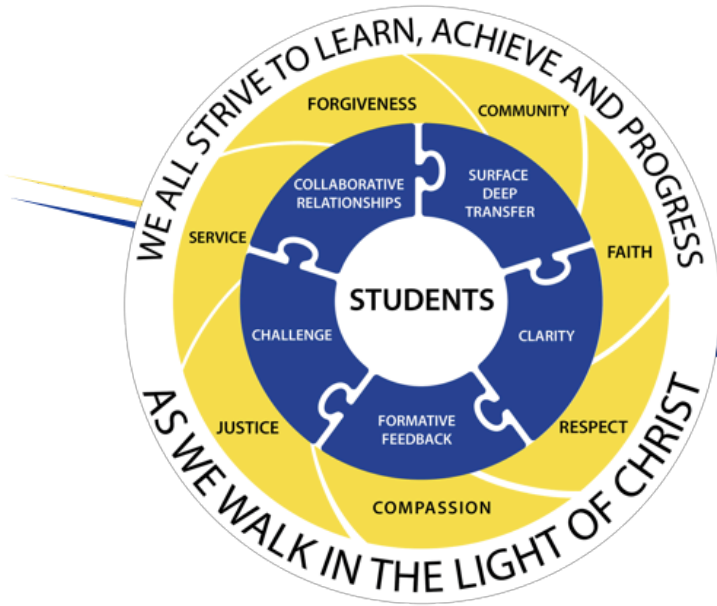 WE ALL STRIVE TO LEARN, ACHIEVE AND PROGRESS
FORGIVENESS
COMMUNITY
FAITH
RESPECT
COMPASSION
JUSTICE
SERVICE
COLLABORATIVE
RELATIONSHIPS
SURFACE
DEEP
TRANSFER
CLARITY
FORMATIVE
FEEDBACK
CHALLENGE
STUDENTS
AS WE WALK IN THE LIGHT OF CHRIST